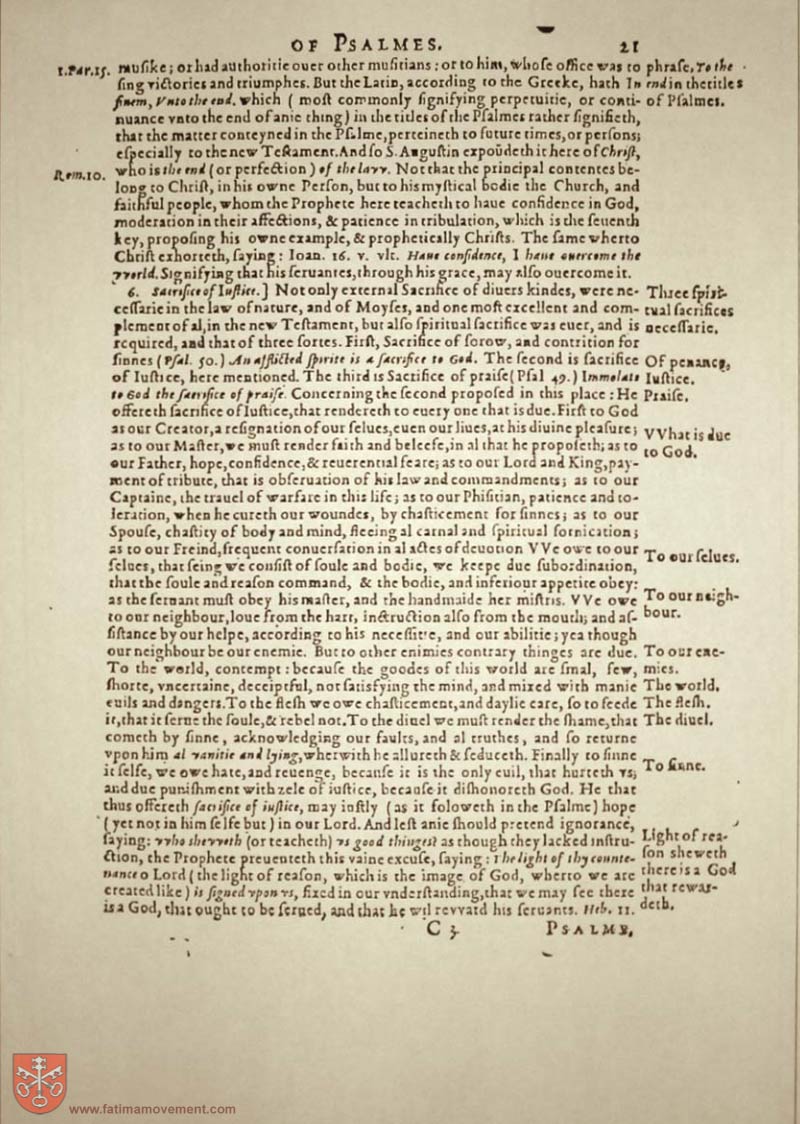 OF PSALMES. 21
1. Par. 15. musike; or had authoritie ouer other musitians: or to him, whose office was to phrase, To the
sing victories and triumphes. But the Latin, according to the Greeke, hath In end in the titles
finem, Vnto the end. which (most commonly signifying perpetuitie, or conti- of Psalmes.
nuance vnto the end of anie thing) in the titles of the Psalmes rather signifieth,
that the matter conteyned in the Psalme, perteineth to future times, or persons;
especially to the new Testament. And so S. Augustin expoūdeth it here of Christ,
Rom. 10. who is the end (or perfection) of the lavv. Not that the principal contentes be-
long to Christ, in his owne Person, but to his mystical bodie the Church, and
faithful people, whom the Prophete here teacheth to haue confidence in God,
moderation in their affections, & patience in tribulation, which is the seuenth
key, proposing his owne example, & prophetically Christs. The same wherto
Christ exhorteth, saying: Ioan. 16. v. vlt. Haue confidence, I haue ouercome the
vvorld. Signifying that his seruantes, through his grace, may also ouercome it.
6. Sacrifice of Iustice.] Not only external Sacrifice of diuers kindes, were ne- Three spiri-
cessarie in the law of nature, and of Moyses, and one most excellent and com- tual sacrifices
plement of al, in the new Testament, but also spiritual sacrifice was euer, and is necessarie.
required, and that of three sortes. First, Sacrifice of sorow, and contrition for
sinnes (Psal. 50.) An afflicted spirite is a sacrifice to God. The second is sacrifice Of penance,
of Iustice, here mentioned. The third is Sacrifice of praise (Psal 49.) Immolate Iustice.
to God the sacrifice of praise. Concerning the second proposed in this place: He Praise.
offereth sacrifice of Iustice, that rendereth to euery one that is due. First to God
as our Creator, a resignation of our selues, euen our liues, at his diuine pleasure; VVhat is due
as to our Master, we must render faith and beleefe, in al that he proposeth; as to to God.
our Father, hope, confidence, & reuerential feare; as to our Lord and King, pay-
ment of tribute, that is obseruation of his law and commandments; as to our
Captaine, the trauel of warfare in this life; as to our Phisitian, patience and to-
leration, when he cureth our woundes, by chasticement for sinnes; as to our
Spouse, chastity of body and mind, fleeing al carnal and spiritual fornication;
as to our Freind, frequent conuersation in al actes of deuotion VVe owe to our To our selues.
selues, that seing we consist of soule and bodie, we keepe due subordination,
that the soule and reason command, & the bodie, and inferiour appetite obey:
as the seruant must obey his master, and the handmaide her mistris. VVe owe To our neigh-
to our neighbour, loue from the hart, instruction also from the mouth; and as- bour.
sistance by our helpe, according to his necessitie, and our abilitie; yea though
our neighbour be our enemie. But to other enimies contrary thinges are due. To our ene-
To the world, contempt: because the goodes of this world are smal, few, mies.
shorte, vncertaine, deceiptful, not satisfying the mind, and mixed with manie The world.
euils and dangers. To the flesh we owe chasticement, and daylie care, so to feede The flesh.
it, that it serue the soule, & rebel not. To the diuel we must render the shame, that The diuel.
cometh by sinne, acknowledging our faults, and al truthes, and so returne
vpon him al vanitie and lying, wherwith he allureth & seduceth. Finally to sinne To sinne.
it selfe, we owe hate, and reuenge, because it is the only euil, that hurteth vs;
and due punishment with zele of iustice, because it dishonoreth God. He that
thus offereth sacrifice of iustice, may iustly (as it foloweth in the Psalme) hope
(yet not in him selfe but) in our Lord. And lest anie should pretend ignorance, Light of rea-
saying: vvho shevveth (or teacheth) vs good thinges? as though they lacked instru- son sheweth
ction, the Prophete preuenteth this vaine excuse, saying: The light of thy counte- there is a God
nance o Lord (the light of reason, which is the image of God, wherto we are that rewar-
created like) is signed vpon vs, fixed in our vnderstanding, that we may see there deth.
is a God, that ought to be serued, and that he wil revvard his seruants. Heb. 11.
C 3 PSALME,
www.fatimamovement.com